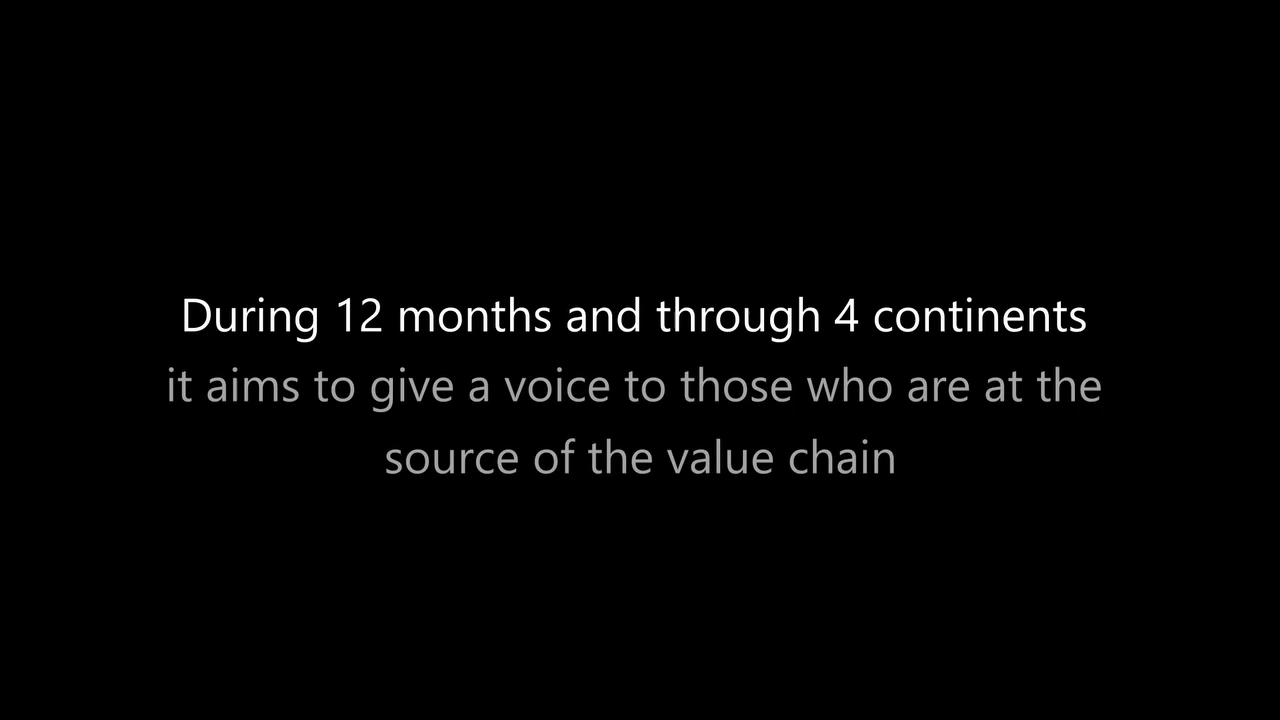 During 12 months and through 4 continents
it aims to give a voice to those who are at the
source of the value chain